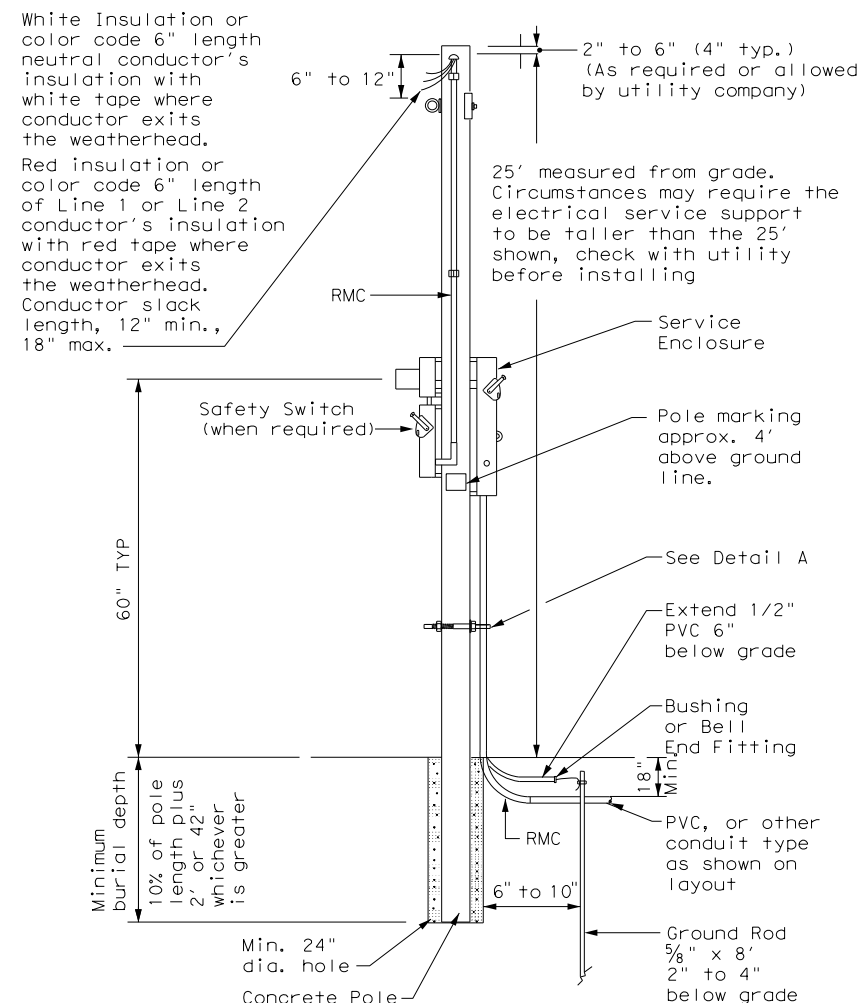 White Insulation or
color code 6" length
neutral conductor's
insulation with
white tape where
conductor exits
the weatherhead.
Red insulation or
color code 6" length
of Line 1 or Line 2
conductor's insulation
with red tape where
conductor exits
the weatherhead.
Conductor slack
length, 12" min.,
18" max.
6" to 12"
2" to 6" (4" typ.)
(As required or allowed
by utility company)
25' measured from grade.
Circumstances may require the
electrical service support
to be taller than the 25'
shown, check with utility
before installing
RMC
Service
Enclosure
Safety Switch
(when required)
Pole marking
approx. 4'
above ground
line.
60" TYP
See Detail A
Extend 1/2"
PVC 6"
below grade
Bushing
or Bell
End Fitting
18"
Min.
RMC
PVC, or other
conduit type
as shown on
layout
Minimum
burial depth
10% of pole
length plus
2' or 42"
whichever
is greater
6" to 10"
Min. 24"
dia. hole
Concrete Pole
Ground Rod
⅝" x 8'
2" to 4"
below grade